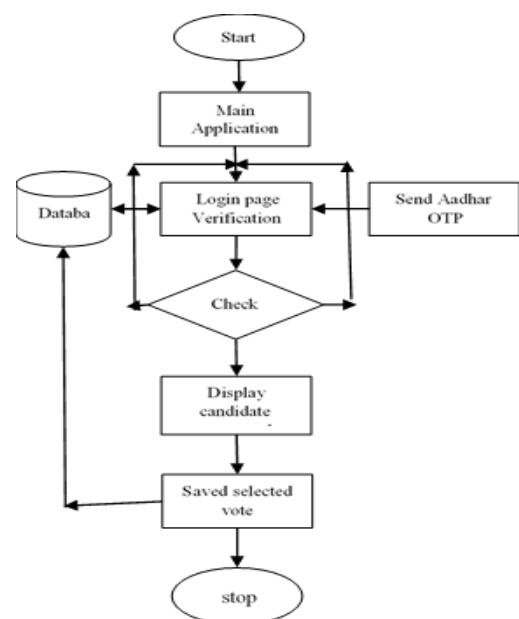 Start
Main
Application
Databa
Login page
Verification
Send Aadhar
OTP
Check
Display
candidate
Saved selected
vote
stop